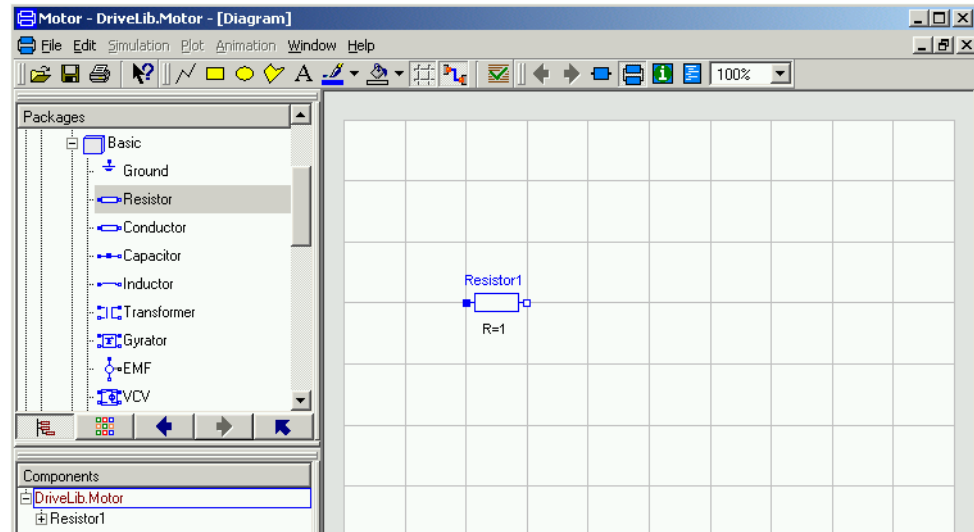 Motor - DriveLib.Motor - [Diagram]
File Edit Simulation Plot Animation Window Help
A 100%
Packages
Basic
Ground
Resistor
Conductor
Capacitor
Inductor
Transformer
Gyrator
EMF
VCV
Components
DriveLib.Motor
Resistor1
Resistor1
R=1